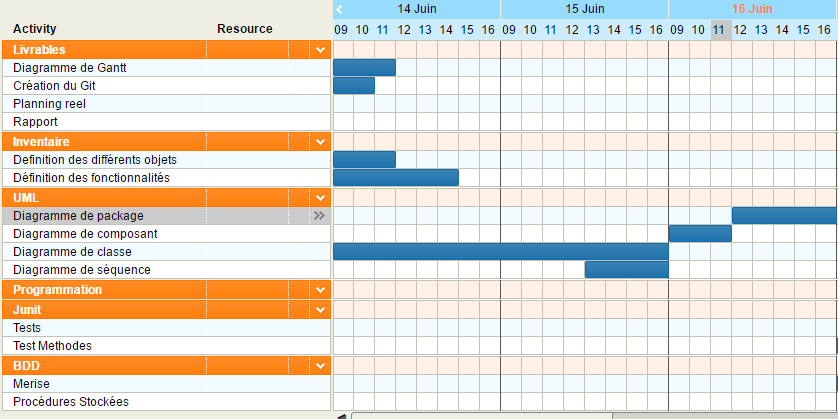 14 Juin 15 Juin 16 Juin
Activity Resource 09 10 11 12 13 14 15 16 09 10 11 12 13 14 15 16 09 10 11 12 13 14 15 16
Livrables
Diagramme de Gantt
Création du Git
Planning reel
Rapport
Inventaire
Definition des différents objets
Définition des fonctionnalités
UML
Diagramme de package
Diagramme de composant
Diagramme de classe
Diagramme de séquence
Programmation
Junit
Tests
Test Methodes
BDD
Merise
Procédures Stockées